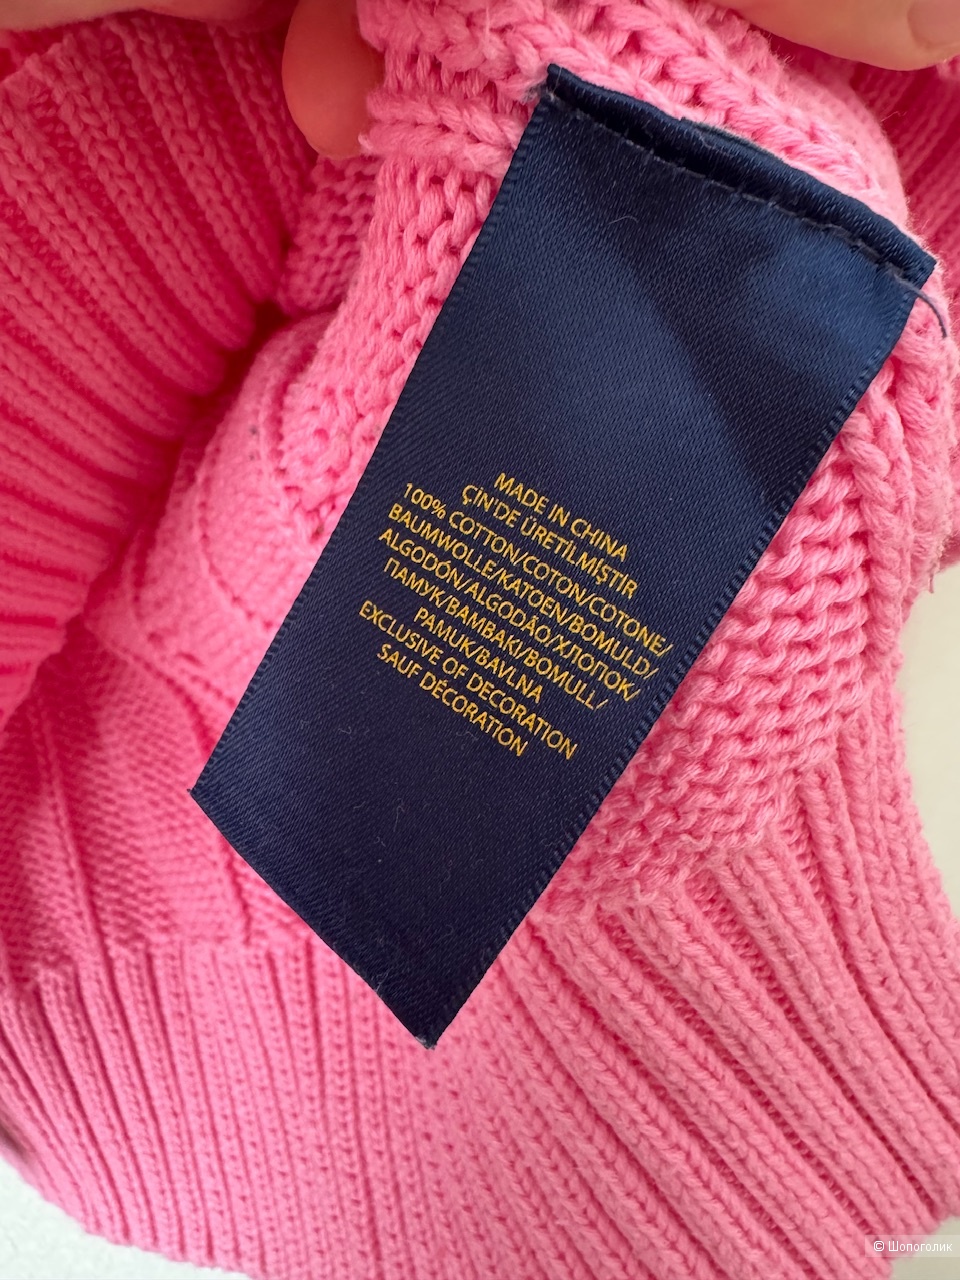 MADE IN CHINA
ÇİN'DE ÜRETİLMİŞTİR
100% COTTON/COTON/COTONE/
BAUMWOLLE/KATOEN/BOMULD/
ALGODÓN/ALGODÃO/ХЛОПОК/
ПАМУК/BAMBAKI/BOMULL/
PAMUK/BAVLNA
EXCLUSIVE OF DECORATION
SAUF DÉCORATION
© Шопоголик